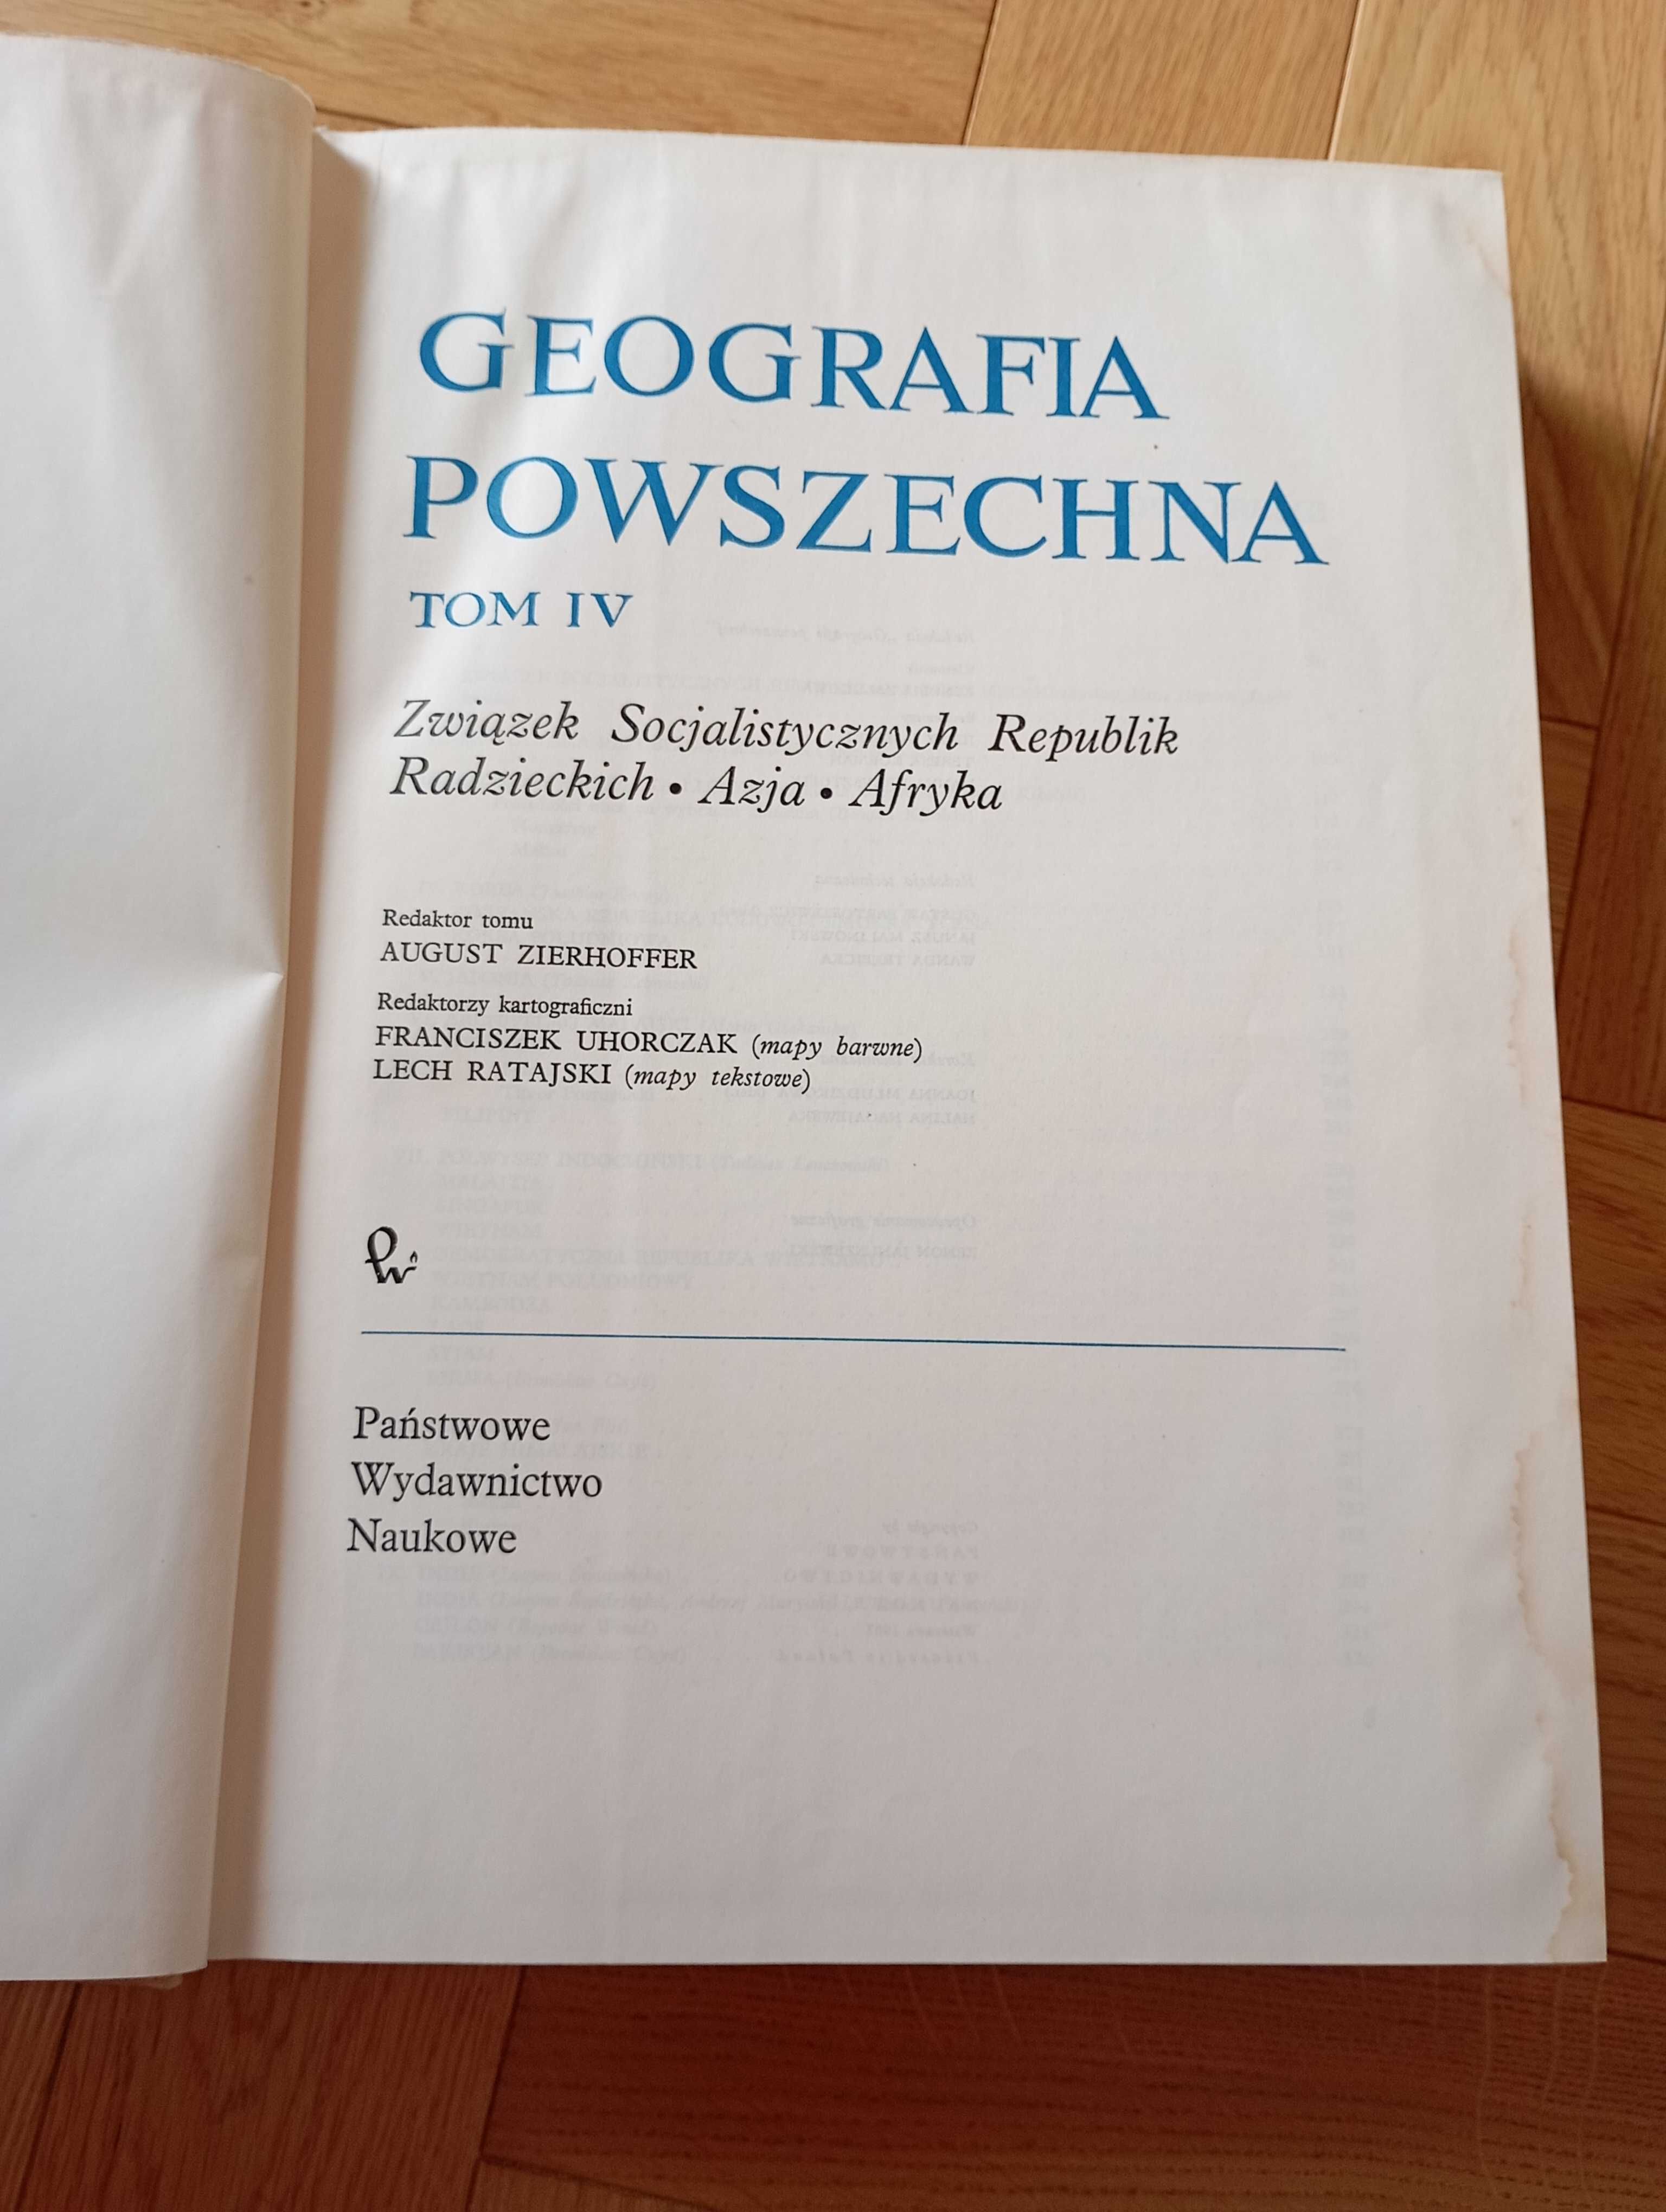 GEOGRAFIA
POWSZECHNA
TOM IV
Związek Socjalistycznych Republik
Radzieckich • Azja • Afryka
Redaktor tomu
AUGUST ZIERHOFFER
Redaktorzy kartograficzni
FRANCISZEK UHORCZAK (mapy barwne)
LECH RATAJSKI (mapy tekstowe)
Państwowe
Wydawnictwo
Naukowe